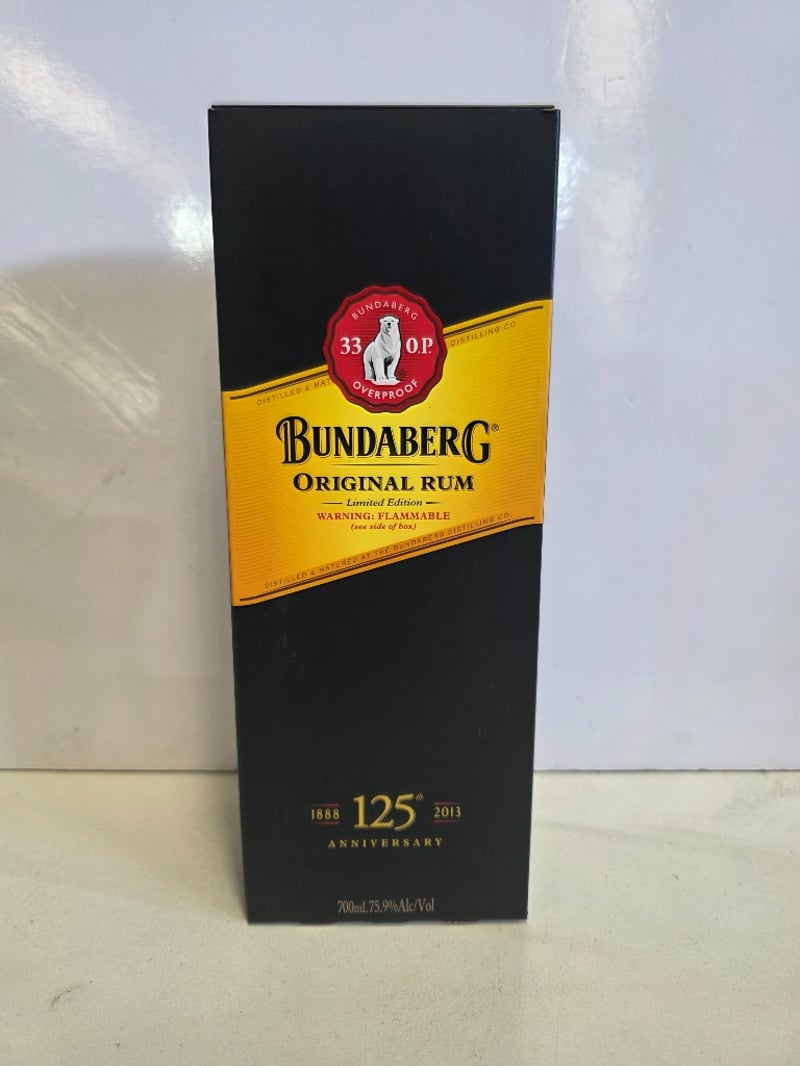 BUNDABERG
33 O.P.
OVERPROOF
DISTILLED & MAT
DISTILLING CO.
BUNDABERG®
ORIGINAL RUM
Limited Edition
WARNING: FLAMMABLE
(see side of box)
DISTILLED & MATURED AT THE BUNDABERG DISTILLING CO.
1888 125th 2013
ANNIVERSARY
700mL 75.9%Alc/Vol